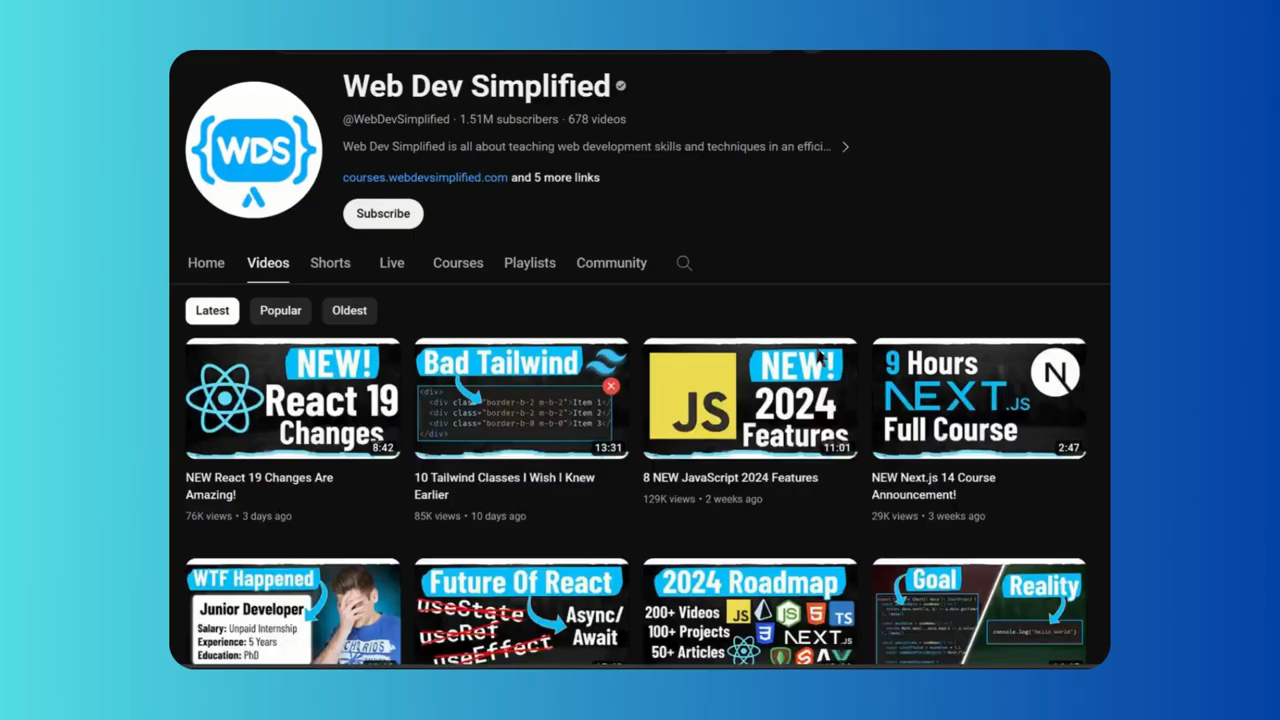 Web Dev Simplified
@WebDevSimplified · 1.51M subscribers · 678 videos
Web Dev Simplified is all about teaching web development skills and techniques in an effici...
courses.webdevsimplified.com and 5 more links
Subscribe
WDS
Home Videos Shorts Live Courses Playlists Community
Latest Popular Oldest
NEW!
React 19
Changes
8:42
NEW React 19 Changes Are
Amazing!
76K views • 3 days ago
Bad Tailwind
<div>
<div class="border-b-2 m-b-2">Item 1</
<div class="border-b-2 m-b-2">Item 2</
<div class="border-b-0 m-b-0">Item 3</
</div>
13:31
10 Tailwind Classes I Wish I Knew
Earlier
85K views • 10 days ago
JS
NEW!
2024
Features
11:01
8 NEW JavaScript 2024 Features
129K views • 2 weeks ago
9 Hours
NEXT.JS
Full Course
N
2:47
NEW Next.js 14 Course
Announcement!
29K views • 3 weeks ago
WTF Happened
Junior Developer
Salary: Unpaid Internship
Experience: 5 Years
Education: PhD
Future Of React
useState
useRef
useEffect
Async/
Await
2024 Roadmap
200+ Videos
100+ Projects
50+ Articles
JS
TS
NEXT.JS
Goal
Reality
console.log("Hello World")